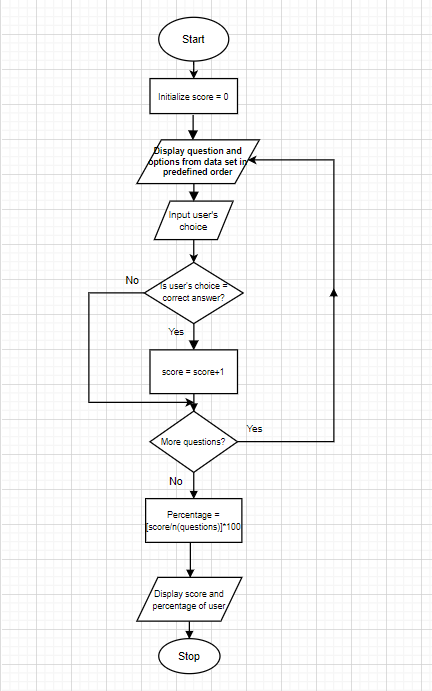 Start
Initialize score = 0
Display question and
options from data set in
predefined order
Input user's
choice
No
Is user's choice =
correct answer?
Yes
score = score+1
Yes
More questions?
No
Percentage =
[score/n(questions)]*100
Display score and
percentage of user
Stop